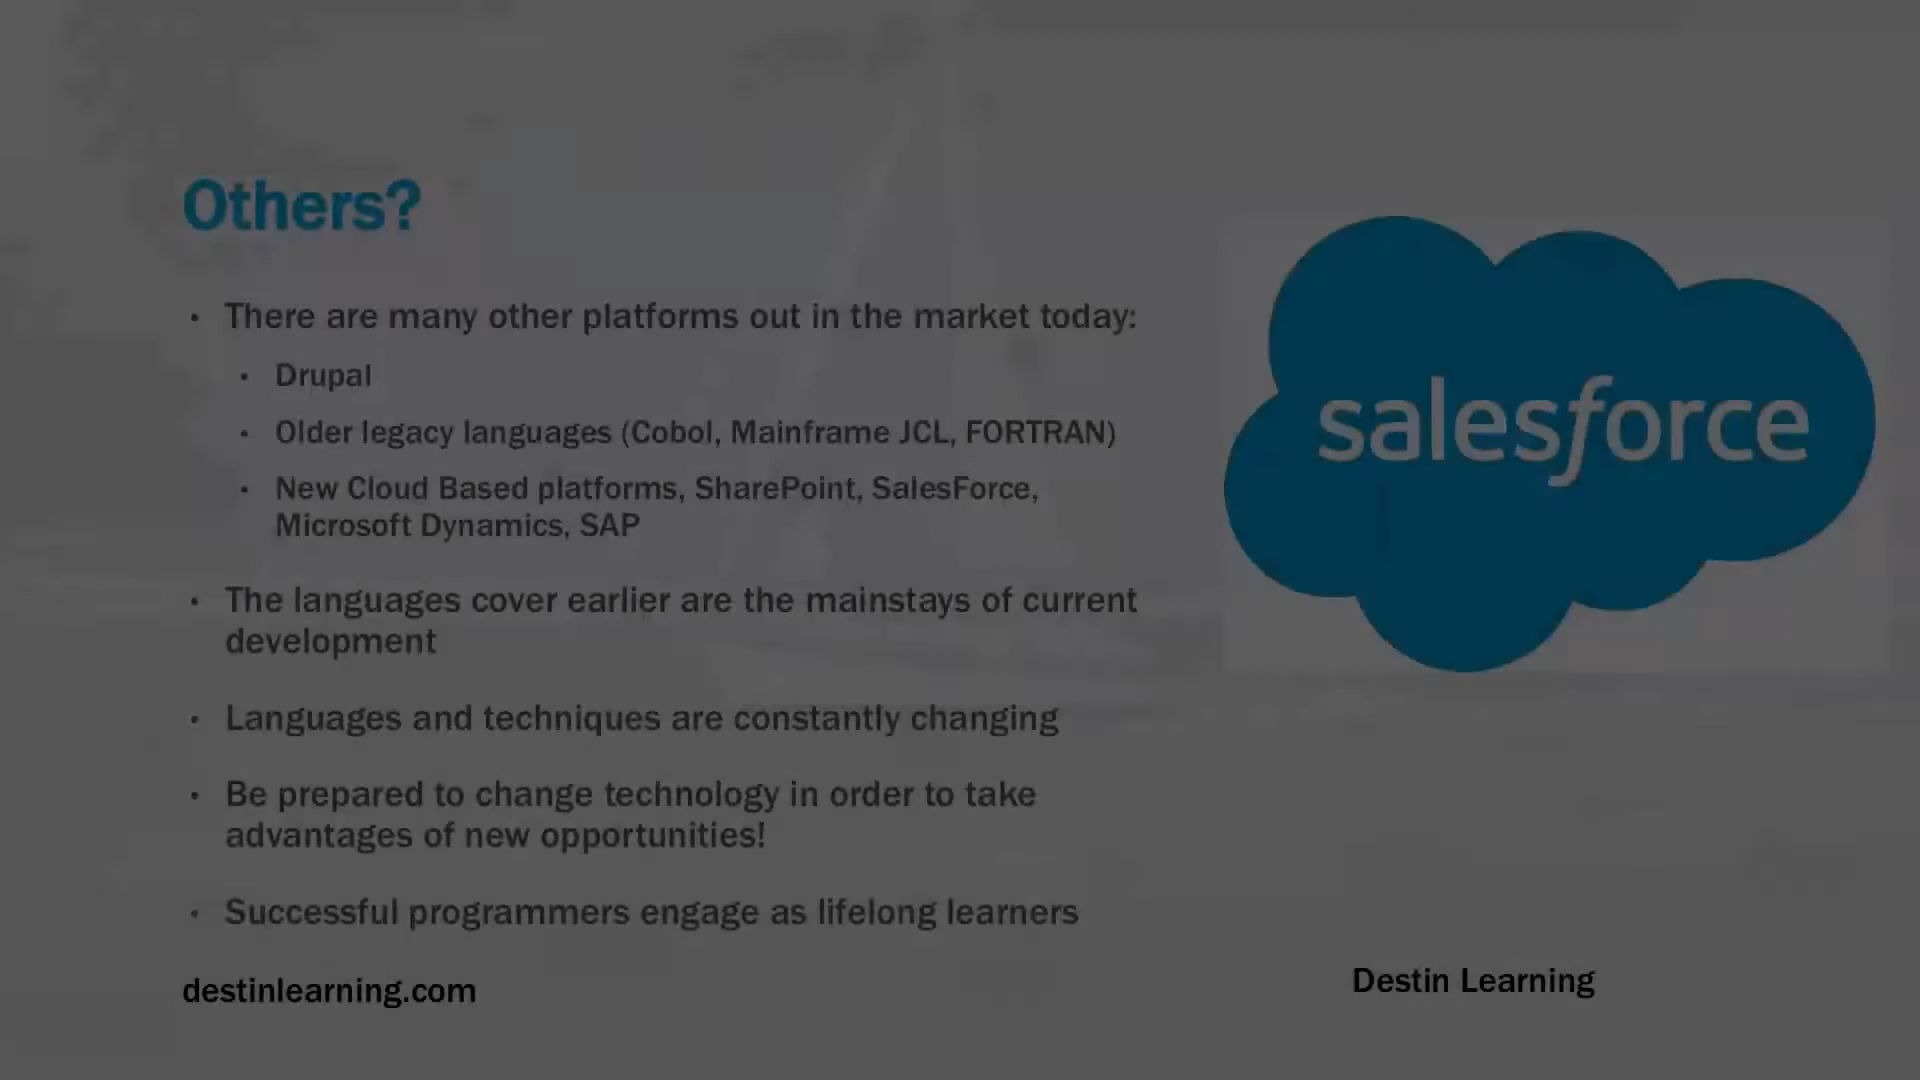 Others?
• There are many other platforms out in the market today:
• Drupal
• Older legacy languages (Cobol, Mainframe JCL, FORTRAN)
• New Cloud Based platforms, SharePoint, SalesForce,
Microsoft Dynamics, SAP
• The languages cover earlier are the mainstays of current
development
• Languages and techniques are constantly changing
• Be prepared to change technology in order to take
advantages of new opportunities!
• Successful programmers engage as lifelong learners
salesforce
destinlearning.com
Destin Learning